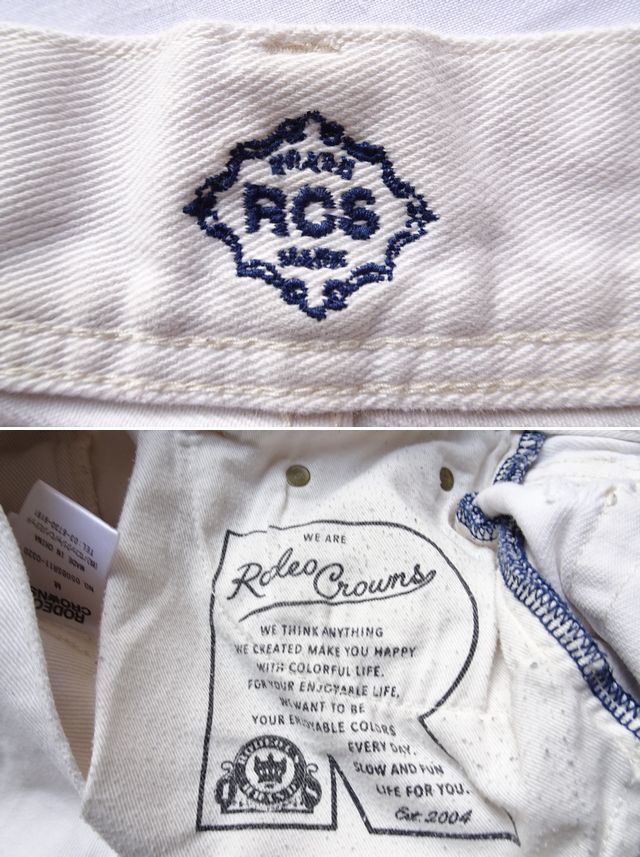 TRADE
RCS
MARK
WE ARE
Rodeo Crowns
WE THINK ANYTHING
WE CREATED MAKE YOU HAPPY
WITH COLORFUL LIFE.
FOR YOUR ENJOYABLE LIFE,
WE WANT TO BE
YOUR ENJOYABLE COLORS
EVERY DAY.
SLOW AND FUN
LIFE FOR YOU.
Est. 2004
RODEO
CROWNS
M
MADE IN CHINA